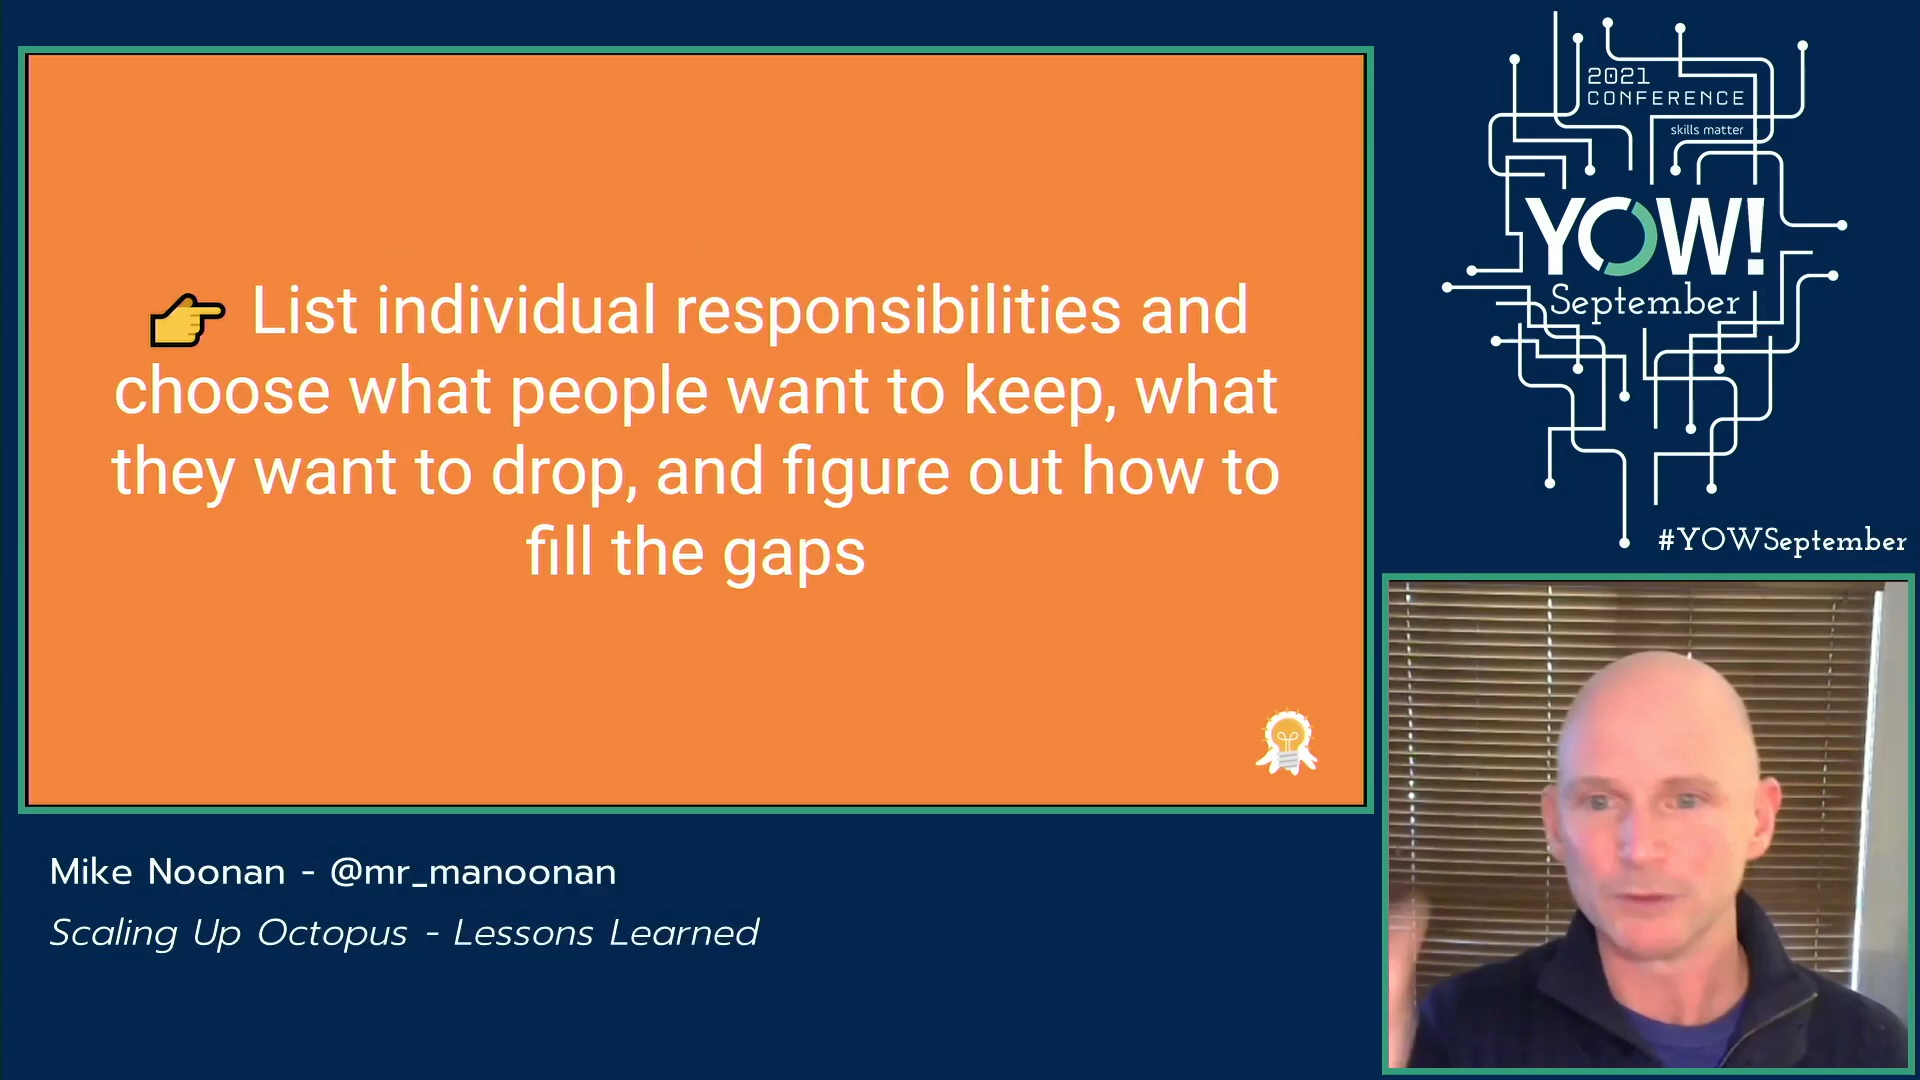 👉 List individual responsibilities and
choose what people want to keep, what
they want to drop, and figure out how to
fill the gaps
2021
CONFERENCE
skills matter
YOW!
September
#YOWSeptember
Mike Noonan - @mr_manoonan
Scaling Up Octopus - Lessons Learned